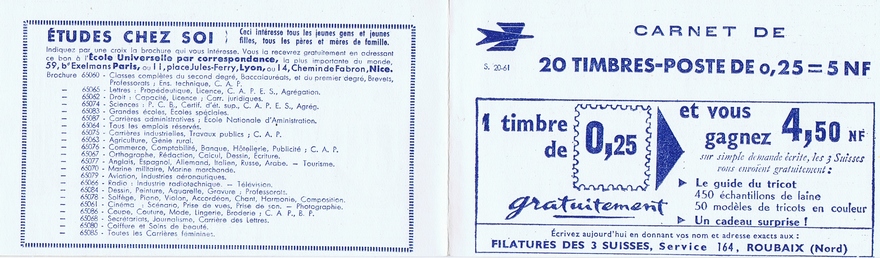 ÉTUDES CHEZ SOI
Ceci intéresse tous les jeunes gens et jeunes
filles, tous les pères et mères de famille.
Indiquez par une croix la brochure qui vous intéresse. Vous la recevrez gratuitement en adressant
ce bon à l'École Universelle par correspondance, la plus importante du monde,
59, bd Exelmans Paris, ou 11, place Jules-Ferry, Lyon, ou 14, Chemin de Fabron, Nice.
Brochure 65060 - Classes complètes du second degré, Baccalauréats, et du premier degré, Brevets,
Professorats ; Ens. technique, C. A. P.
— 65065 - Lettres : Propédeutique, Licence, C. A. P. E. S., Agrégation.
— 65062 - Droit : Capacité, Licence ; Carr. juridiques.
— 65074 - Sciences : P. C. B., Certif. d'ét. sup., C. A. P. E. S., Agrég.
— 65083 - Grandes écoles, Écoles spéciales.
— 65087 - Carrières administratives ; École Nationale d'Aministration.
— 65064 - Tous les emplois réservés.
— 65075 - Carrières industrielles, Travaux publics ; C. A. P.
— 65063 - Agriculture, Génie rural.
— 65076 - Commerce, Comptabilité, Banque, Hôtellerie, Publicité ; C. A. P.
— 65067 - Orthographe, Rédaction, Calcul, Dessin, Écriture.
— 65077 - Anglais, Espagnol, Allemand, Italien, Russe, Arabe. — Tourisme.
— 65070 - Marine militaire, Marine marchande.
— 65079 - Aviation, Industries aéronautiques.
— 65066 - Radio : Industrie radiotechnique. — Télévision.
— 65084 - Dessin, Peinture, Aquarelle, Gravure ; Professorats.
— 65078 - Solfège, Piano, Violon, Accordéon, Chant, Harmonie, Composition.
— 65061 - Cinéma : Scénario, Prise de vues, Prise de son. — Photographie.
— 65086 - Coupe, Couture, Mode, Lingerie, Broderie ; C. A. P., B. P.
— 65068 - Secrétariats, Journalisme, Carrière des Lettres.
— 65080 - Coiffure et Soins de beauté.
— 65085 - Toutes les Carrières féminines.
CARNET DE
S. 20-61
20 TIMBRES-POSTE DE 0,25 = 5 NF
1 timbre
de
0,25
gratuitement
et vous
gagnez 4,50 NF
sur simple demande écrite, les 3 Suisses
vous envoient gratuitement :
Le guide du tricot
450 échantillons de laine
50 modèles de tricots en couleur
Un cadeau surprise !
Écrivez aujourd'hui en donnant vos nom et adresse exacts aux :
FILATURES DES 3 SUISSES, Service 164, ROUBAIX (Nord)